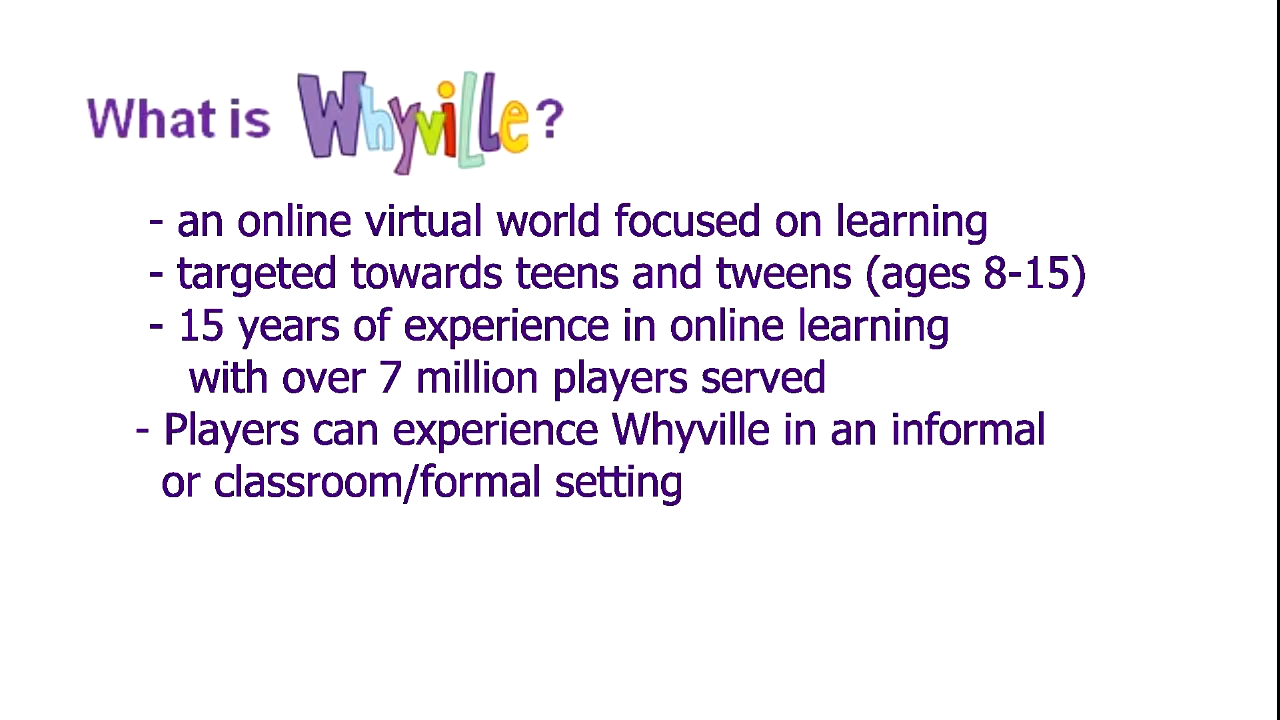 What is Whyville?
- an online virtual world focused on learning
- targeted towards teens and tweens (ages 8-15)
- 15 years of experience in online learning
with over 7 million players served
- Players can experience Whyville in an informal
or classroom/formal setting